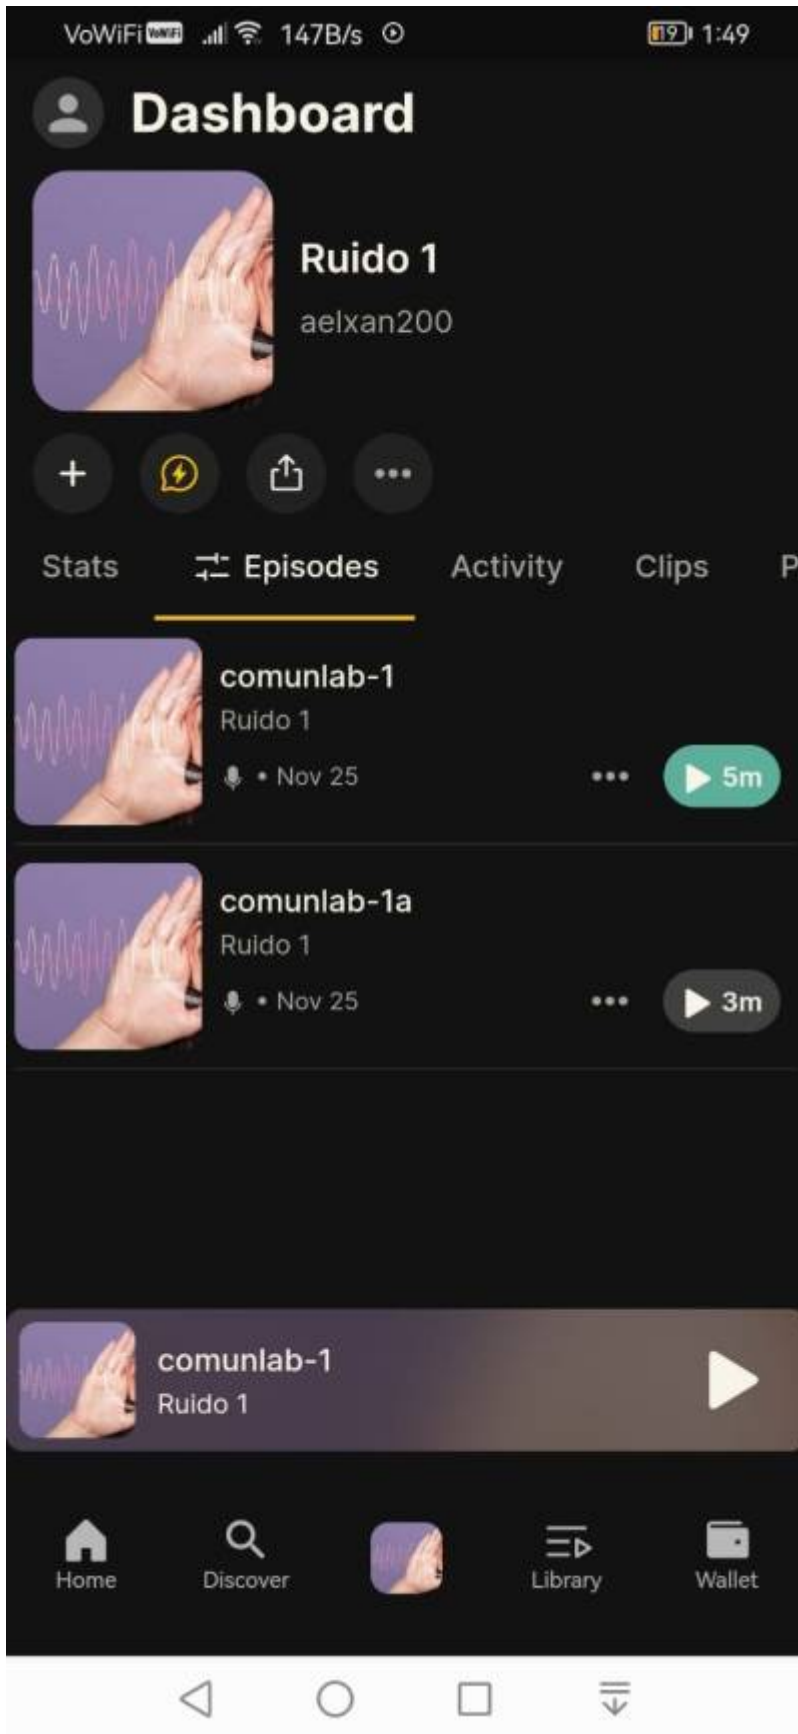 VoWiFi VoWiFi 147B/s 19 1:49
Dashboard
Ruido 1
aelxan200
Stats Episodes Activity Clips P
comunlab-1
Ruido 1
• Nov 25
5m
comunlab-1a
Ruido 1
• Nov 25
3m
comunlab-1
Ruido 1
Home Discover Library Wallet